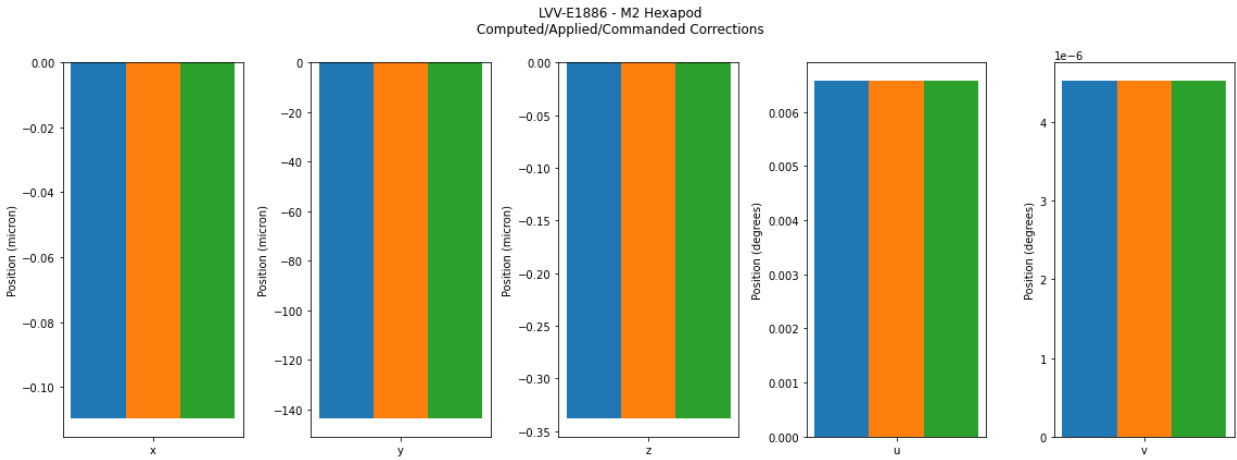 LVV-E1886 - M2 Hexapod
Computed/Applied/Commanded Corrections
Position (micron)
0.00
−0.02
−0.04
−0.06
−0.08
−0.10
x
Position (micron)
0
−20
−40
−60
−80
−100
−120
−140
y
Position (micron)
0.00
−0.05
−0.10
−0.15
−0.20
−0.25
−0.30
−0.35
z
Position (degrees)
0.006
0.005
0.004
0.003
0.002
0.001
0.000
u
1e−6
Position (degrees)
4
3
2
1
0
v